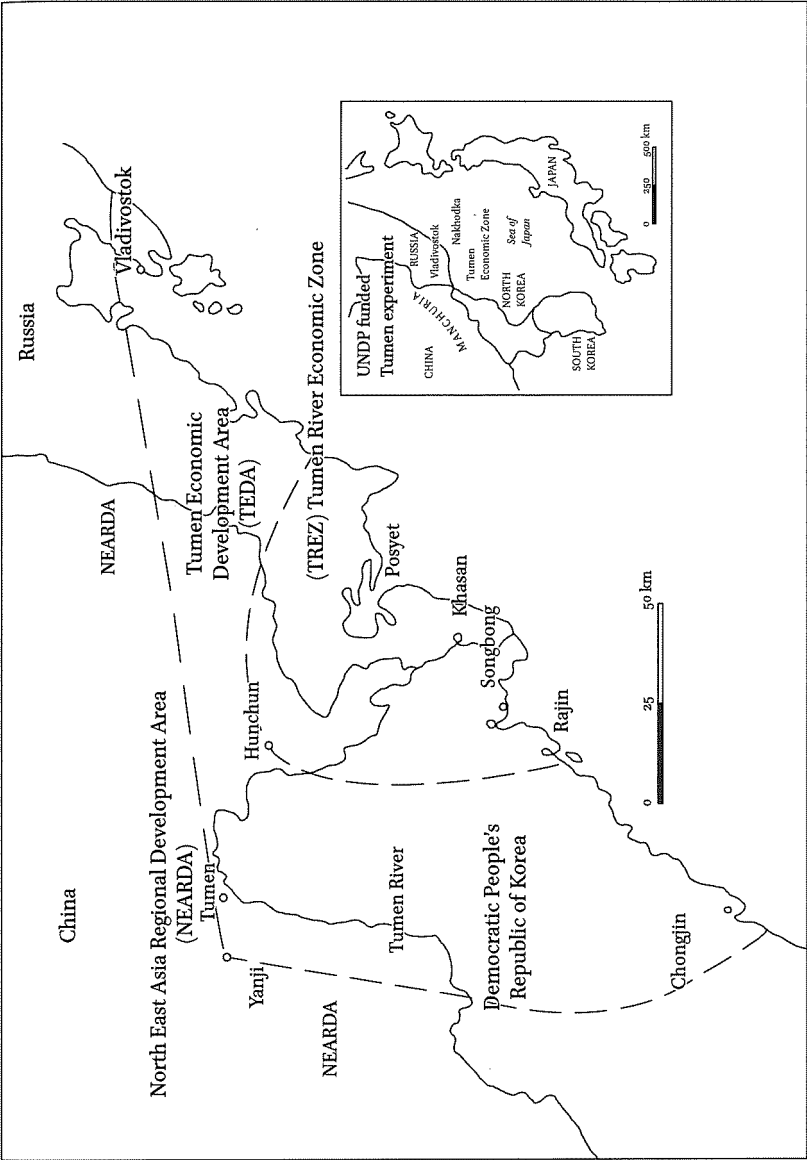 Russia
China
Vladivostok
NEARDA
North East Asia Regional Development Area
(NEARDA)
Tumen Economic
Development Area
(TEDA)
Tumen
Yanji
Hunchun
(TREZ) Tumen River Economic Zone
NEARDA
Tumen River
Posyet
Khasan
Songbong
Rajin
Democratic People's
Republic of Korea
Chongjin
0 25 50 km
UNDP funded
Tumen experiment
RUSSIA
CHINA
MANCHURIA
Vladivostok
Nakhodka
Tumen
Economic Zone
Sea of
Japan
NORTH
KOREA
SOUTH
KOREA
JAPAN
0 250 500 km